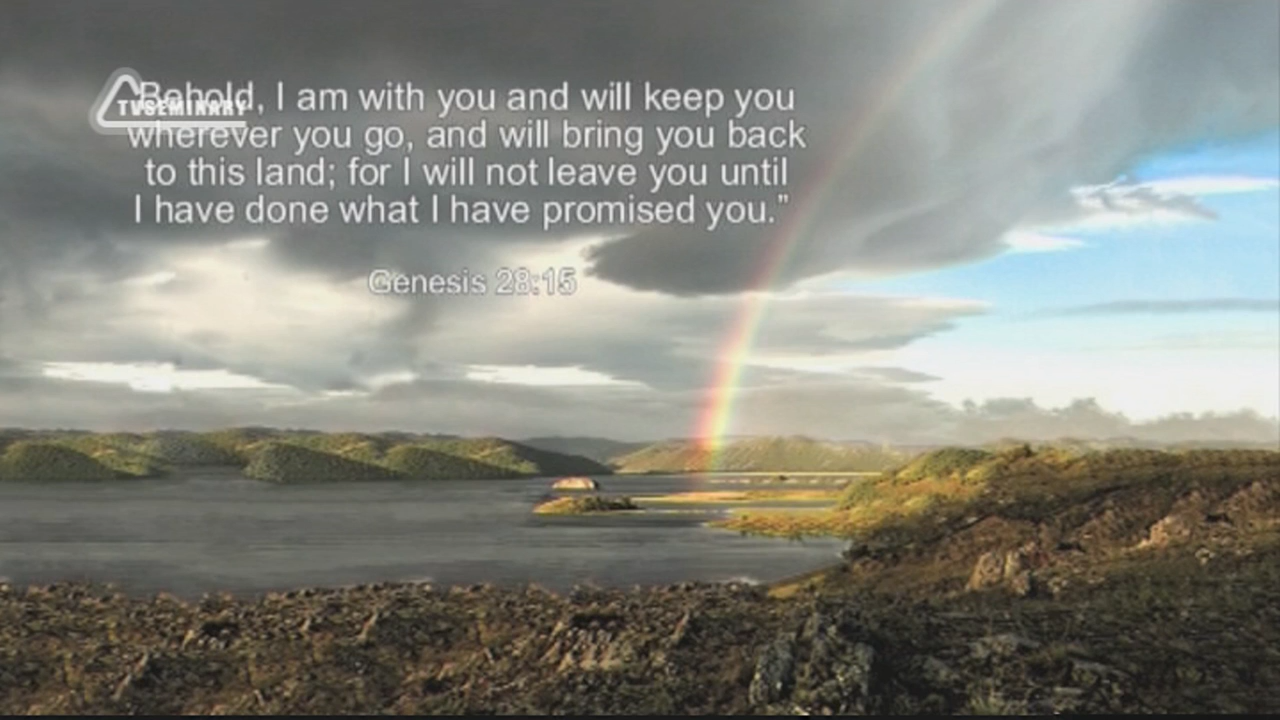 Behold, I am with you and will keep you
TVSEMINARY
wherever you go, and will bring you back
to this land; for I will not leave you until
I have done what I have promised you.”
Genesis 28:15